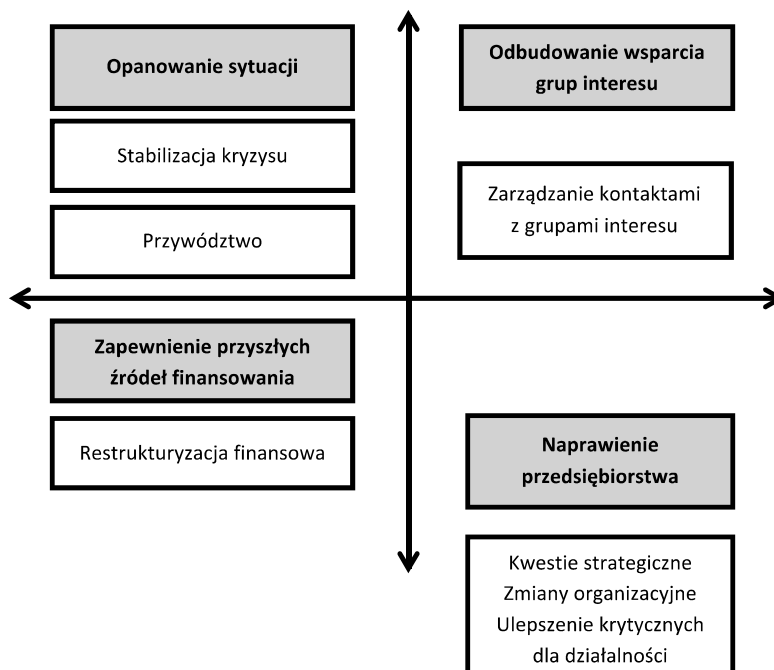 Opanowanie sytuacji
Stabilizacja kryzysu
Przywództwo
Odbudowanie wsparcia
grup interesu
Zarządzanie kontaktami
z grupami interesu
Zapewnienie przyszłych
źródeł finansowania
Restrukturyzacja finansowa
Naprawienie
przedsiębiorstwa
Kwestie strategiczne
Zmiany organizacyjne
Ulepszenie krytycznych
dla działalności